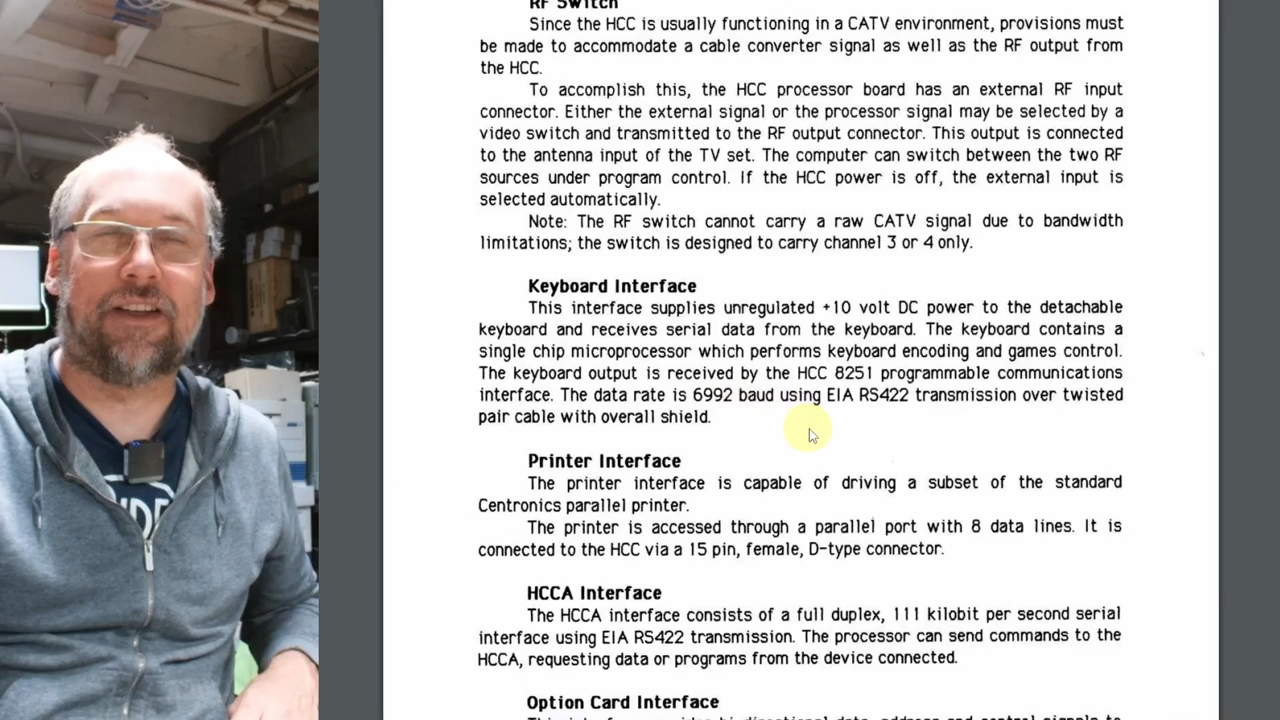 RF Switch
Since the HCC is usually functioning in a CATV environment, provisions must
be made to accommodate a cable converter signal as well as the RF output from
the HCC.
To accomplish this, the HCC processor board has an external RF input
connector. Either the external signal or the processor signal may be selected by a
video switch and transmitted to the RF output connector. This output is connected
to the antenna input of the TV set. The computer can switch between the two RF
sources under program control. If the HCC power is off, the external input is
selected automatically.
Note: The RF switch cannot carry a raw CATV signal due to bandwidth
limitations; the switch is designed to carry channel 3 or 4 only.
Keyboard Interface
This interface supplies unregulated +10 volt DC power to the detachable
keyboard and receives serial data from the keyboard. The keyboard contains a
single chip microprocessor which performs keyboard encoding and games control.
The keyboard output is received by the HCC 8251 programmable communications
interface. The data rate is 6992 baud using EIA RS422 transmission over twisted
pair cable with overall shield.
Printer Interface
The printer interface is capable of driving a subset of the standard
Centronics parallel printer.
The printer is accessed through a parallel port with 8 data lines. It is
connected to the HCC via a 15 pin, female, D-type connector.
HCCA Interface
The HCCA interface consists of a full duplex, 111 kilobit per second serial
interface using EIA RS422 transmission. The processor can send commands to the
HCCA, requesting data or programs from the device connected.
Option Card Interface